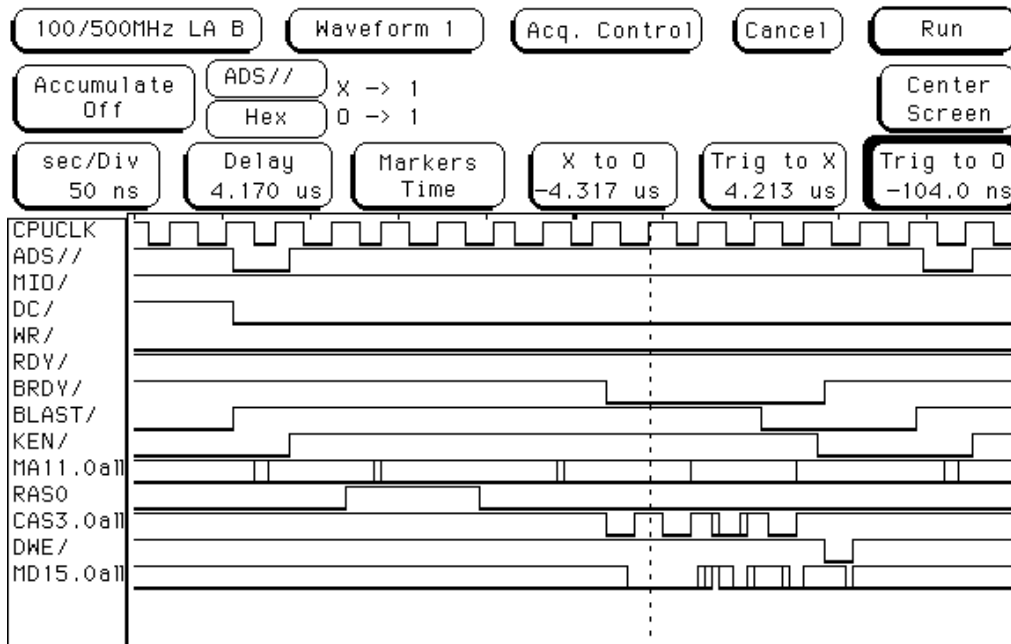 100/500MHz LA B Waveform 1 Acq. Control Cancel Run
Accumulate Off
ADS// X -> 1
Hex O -> 1
Center Screen
sec/Div 50 ns
Delay 4.170 us
Markers Time
X to O -4.317 us
Trig to X 4.213 us
Trig to O -104.0 ns
CPUCLK
ADS//
MIO/
DC/
WR/
RDY/
BRDY/
BLAST/
KEN/
MA11.0all
RAS0
CAS3.0all
DWE/
MD15.0all